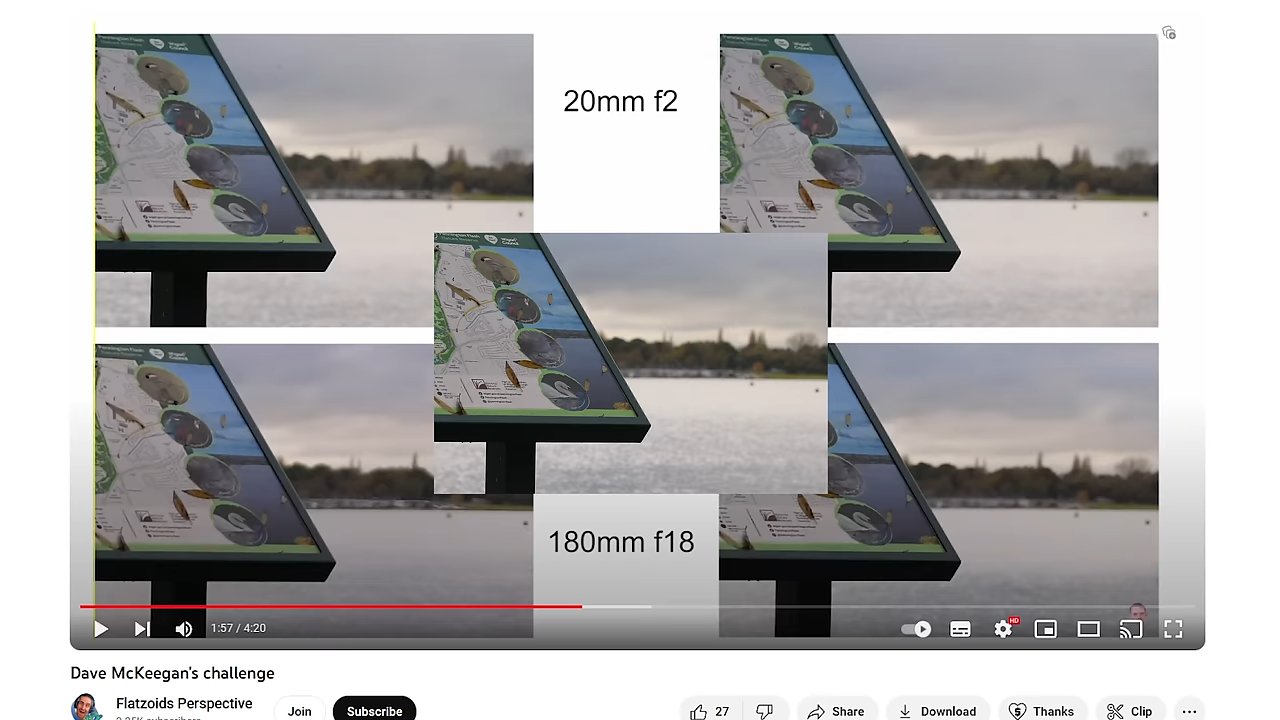 20mm f2
180mm f18
1:57 / 4:20
HD
Dave McKeegan's challenge
Flatzoids Perspective
Join
Subscribe
27
Share
Download
Thanks
Clip